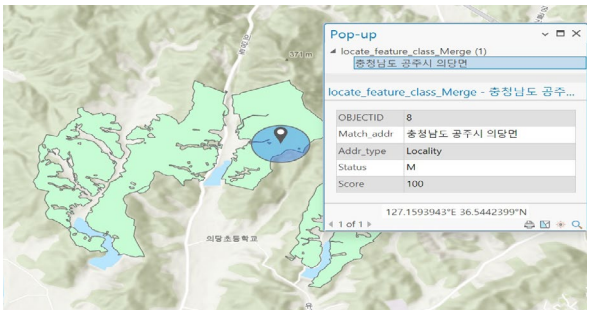 371m
의당초등학교
Pop-up
locate_feature_class_Merge (1)
충청남도 공주시 의당면
locate_feature_class_Merge - 충청남도 공주...
OBJECTID 8
Match_addr 충청남도 공주시 의당면
Addr_type Locality
Status M
Score 100
127.1593943°E 36.5442399°N
1 of 1